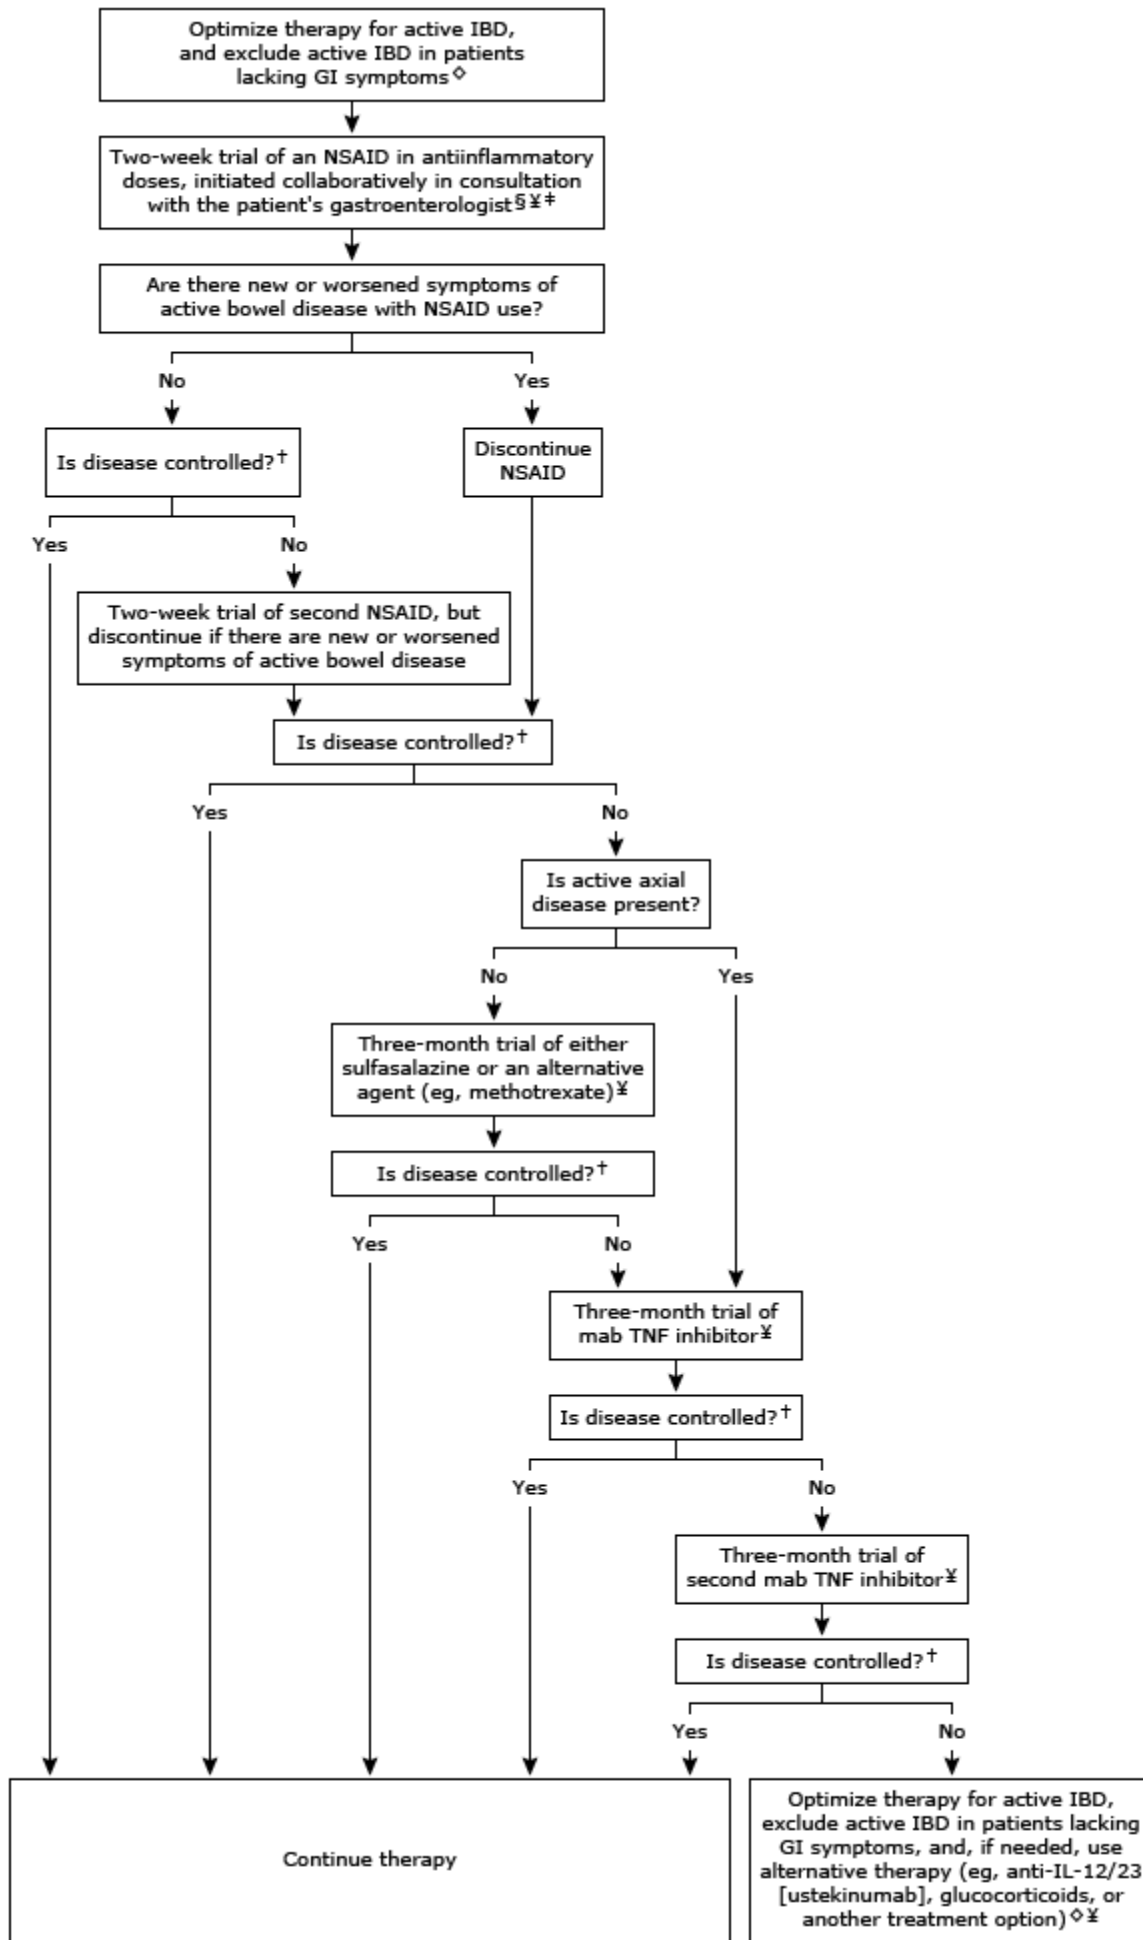 Optimize therapy for active IBD,
and exclude active IBD in patients
lacking GI symptoms◇
Two-week trial of an NSAID in antiinflammatory
doses, initiated collaboratively in consultation
with the patient's gastroenterologist§¥‡
Are there new or worsened symptoms of
active bowel disease with NSAID use?
No
Yes
Is disease controlled?†
Discontinue
NSAID
Yes
No
Two-week trial of second NSAID, but
discontinue if there are new or worsened
symptoms of active bowel disease
Is disease controlled?†
Yes
No
Is active axial
disease present?
No
Yes
Three-month trial of either
sulfasalazine or an alternative
agent (eg, methotrexate)¥
Is disease controlled?†
Yes
No
Three-month trial of
mab TNF inhibitor¥
Is disease controlled?†
Yes
No
Three-month trial of
second mab TNF inhibitor¥
Is disease controlled?†
Yes
No
Continue therapy
Optimize therapy for active IBD,
exclude active IBD in patients lacking
GI symptoms, and, if needed, use
alternative therapy (eg, anti-IL-12/23
[ustekinumab], glucocorticoids, or
another treatment option)◇¥